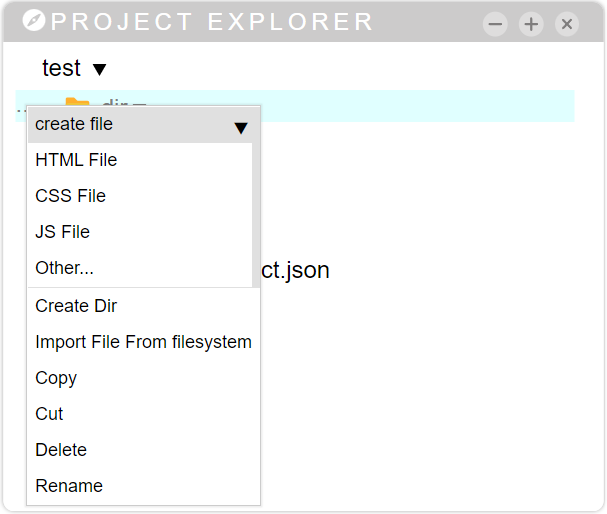 PROJECT EXPLORER
test
dir
create file
HTML File
CSS File
JS File
Other...
ct.json
Create Dir
Import File From filesystem
Copy
Cut
Delete
Rename